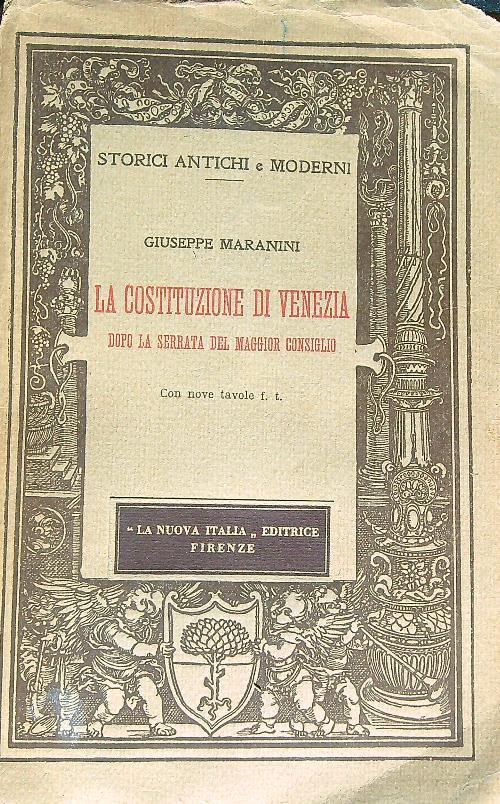 STORICI ANTICHI e MODERNI
GIUSEPPE MARANINI
LA COSTITUZIONE DI VENEZIA
DOPO LA SERRATA DEL MAGGIOR CONSIGLIO
Con nove tavole f. t.
“ LA NUOVA ITALIA „ EDITRICE
FIRENZE